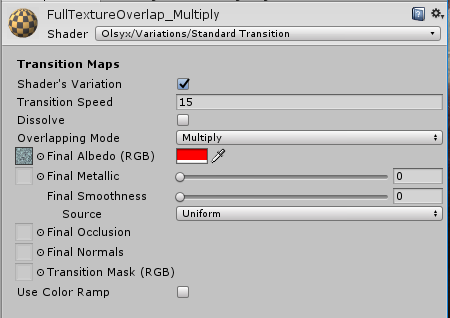 FullTextureOverlap_Multiply
Shader Olsyx/Variations/Standard Transition
Transition Maps
Shader's Variation
Transition Speed 15
Dissolve
Overlapping Mode Multiply
Final Albedo (RGB)
Final Metallic 0
Final Smoothness 0
Source Uniform
Final Occlusion
Final Normals
Transition Mask (RGB)
Use Color Ramp